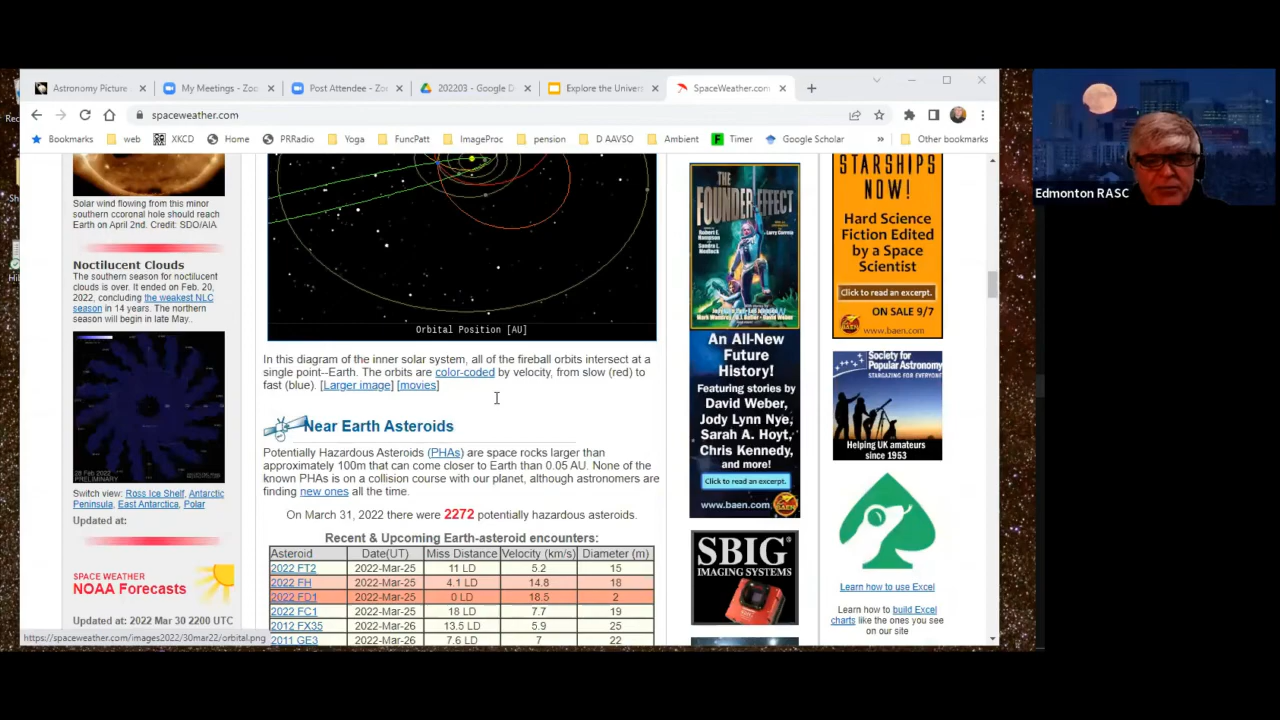 Astronomy Picture
My Meetings - Zoo
Post Attendee - Zo
202203 - Google D
Explore the Univer
SpaceWeather.com
spaceweather.com
Bookmarks
web
XKCD
Home
PRRadio
Yoga
FuncPatt
ImageProc
pension
D AAVSO
Ambient
Timer
Google Scholar
»
Other bookmarks
Solar wind flowing from this minor
southern ccoronal hole should reach
Earth on April 2nd. Credit: SDO/AIA
Noctilucent Clouds
The southern season for noctilucent
clouds is over. It ended on Feb. 20,
2022, concluding the weakest NLC
season in 14 years. The northern
season will begin in late May..
28 Feb 2022
PRELIMINARY
Switch view: Ross Ice Shelf, Antarctic
Peninsula, East Antarctica, Polar
Updated at:
SPACE WEATHER
NOAA Forecasts
Updated at: 2022 Mar 30 2200 UTC
https://spaceweather.com/images2022/30mar22/orbital.png
Orbital Position [AU]
In this diagram of the inner solar system, all of the fireball orbits intersect at a
single point--Earth. The orbits are color-coded by velocity, from slow (red) to
fast (blue). [Larger image] [movies]
Near Earth Asteroids
Potentially Hazardous Asteroids (PHAs) are space rocks larger than
approximately 100m that can come closer to Earth than 0.05 AU. None of the
known PHAs is on a collision course with our planet, although astronomers are
finding new ones all the time.
On March 31, 2022 there were 2272 potentially hazardous asteroids.
Recent & Upcoming Earth-asteroid encounters:
Asteroid Date(UT) Miss Distance Velocity (km/s) Diameter (m)
2022 FT2 2022-Mar-25 11 LD 5.2 15
2022 FH 2022-Mar-25 4.1 LD 14.8 18
2022 FD1 2022-Mar-25 0 LD 18.5 2
2022 FC1 2022-Mar-25 18 LD 7.7 19
2012 FX35 2022-Mar-26 13.5 LD 5.9 25
2011 GE3 2022-Mar-26 7.6 LD 7 22
THE
FOUNDER
EFFECT
An All-New
Future
History!
Featuring stories by
David Weber,
Jody Lynn Nye,
Sarah A. Hoyt,
Chris Kennedy,
and more!
Click to read an excerpt.
www.baen.com
SBIG
IMAGING SYSTEMS
STARSHIPS
NOW!
Hard Science
Fiction Edited
by a Space
Scientist
Click to read an excerpt.
ON SALE 9/7
BAEN
www.baen.com
Society for
Popular Astronomy
STARGAZING FOR EVERYONE
Helping UK amateurs
since 1953
Learn how to use Excel
Learn how to build Excel
charts like the ones you see
on our site
Edmonton RASC